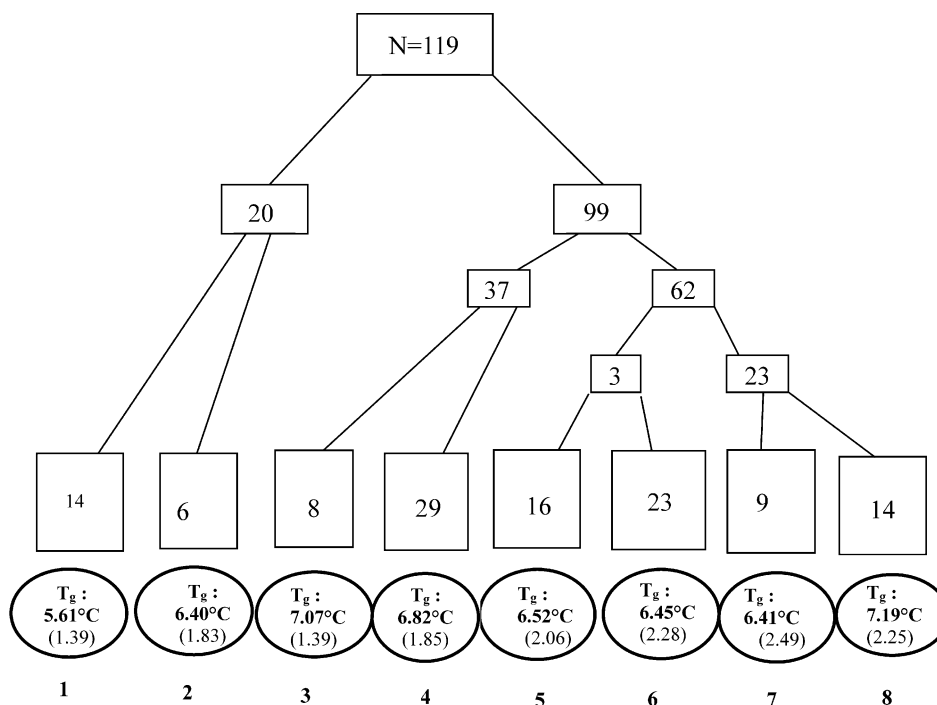 N=119
20
99
37
62
3
23
14
6
8
29
16
23
9
14
Tg :
5.61°C
(1.39)
Tg :
6.40°C
(1.83)
Tg :
7.07°C
(1.39)
Tg :
6.82°C
(1.85)
Tg :
6.52°C
(2.06)
Tg :
6.45°C
(2.28)
Tg :
6.41°C
(2.49)
Tg :
7.19°C
(2.25)
1
2
3
4
5
6
7
8